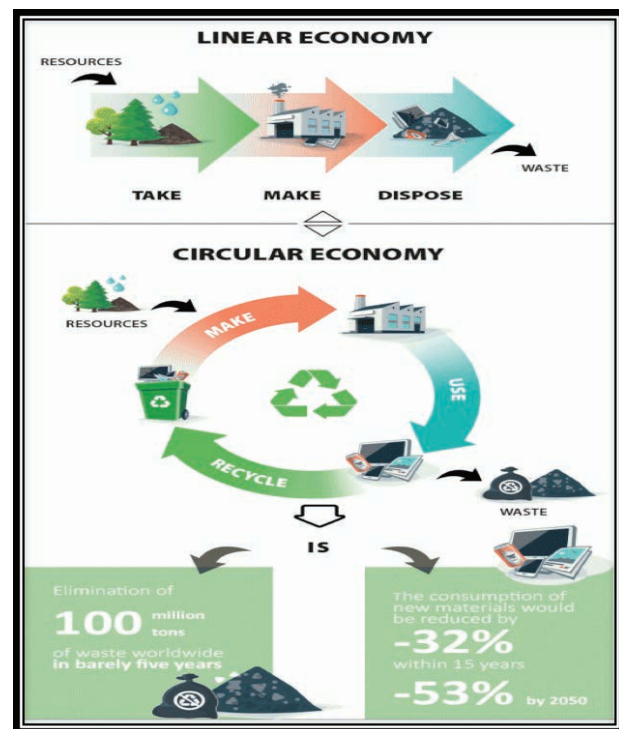 LINEAR ECONOMY
RESOURCES
WASTE
TAKE MAKE DISPOSE
CIRCULAR ECONOMY
RESOURCES
MAKE
USE
RECYCLE
WASTE
IS
Elimination of
100 million tons
of waste worldwide
in barely five years
The consumption of
new materials would
be reduced by
-32%
within 15 years
-53% by 2050